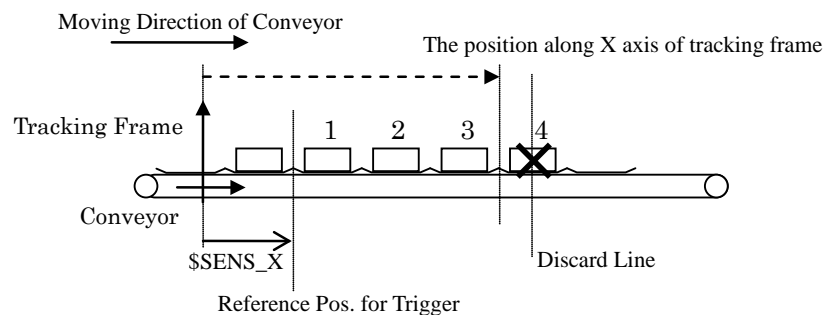 Moving Direction of Conveyor
The position along X axis of tracking frame
Tracking Frame
1 2 3 4
Conveyor
$SENS_X
Discard Line
Reference Pos. for Trigger